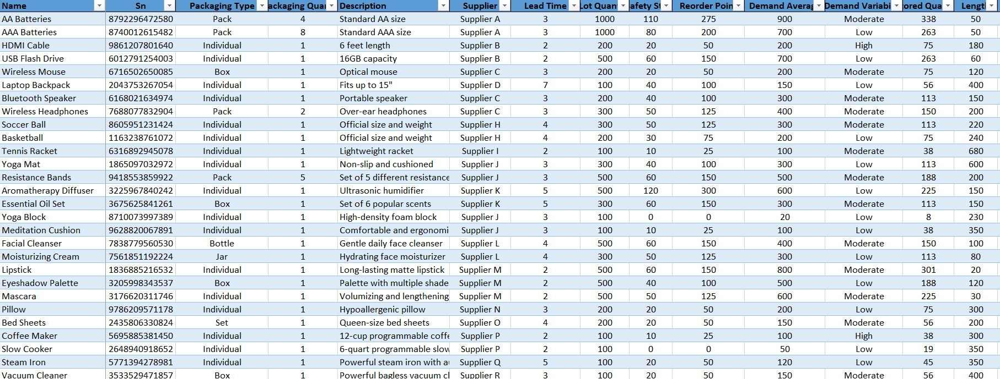 Name Sn Packaging Type ackaging Quar Description Supplier Lead Time Lot Quant afety St Reorder Poin Demand Averag Demand Variabi ored Qua Lengtl
AA Batteries 8792296472580 Pack 4 Standard AA size Supplier A 3 1000 110 275 900 Moderate 338 50
AAA Batteries 8740012615482 Pack 8 Standard AAA size Supplier A 3 1000 80 200 700 Low 263 50
HDMI Cable 9861207801640 Individual 1 6 feet length Supplier B 2 200 20 50 200 High 75 180
USB Flash Drive 6012791254003 Individual 1 16GB capacity Supplier B 2 500 60 150 700 Low 263 60
Wireless Mouse 6716502650085 Box 1 Optical mouse Supplier C 3 200 20 50 200 Moderate 75 120
Laptop Backpack 2043753267054 Individual 1 Fits up to 15" Supplier D 7 100 40 100 150 Low 56 400
Bluetooth Speaker 6168021634974 Individual 1 Portable speaker Supplier C 3 200 40 100 300 Moderate 113 150
Wireless Headphones 7688077832904 Pack 2 Over-ear headphones Supplier C 3 300 50 125 400 Moderate 150 200
Soccer Ball 8605951231424 Individual 1 Official size and weight Supplier H 4 300 50 125 300 Moderate 113 220
Basketball 1163238761072 Individual 1 Official size and weight Supplier H 4 200 30 75 200 Low 75 240
Tennis Racket 6316892945078 Individual 1 Lightweight racket Supplier I 2 100 10 25 100 Moderate 38 680
Yoga Mat 1865097032972 Individual 1 Non-slip and cushioned Supplier J 3 300 40 100 300 Low 113 600
Resistance Bands 9418553859922 Pack 5 Set of 5 different resistance Supplier J 3 500 60 150 500 Moderate 188 200
Aromatherapy Diffuser 3225967840242 Individual 1 Ultrasonic humidifier Supplier K 5 500 120 300 600 Low 225 150
Essential Oil Set 3675625841261 Box 1 Set of 6 popular scents Supplier K 5 300 60 150 300 Moderate 113 150
Yoga Block 8710073997389 Individual 1 High-density foam block Supplier J 3 100 0 0 20 Low 8 230
Meditation Cushion 9628820067891 Individual 1 Comfortable and ergonomi Supplier J 3 100 10 25 100 Low 38 350
Facial Cleanser 7838779560530 Bottle 1 Gentle daily face cleanser Supplier L 4 500 60 150 400 Moderate 150 100
Moisturizing Cream 7561851192224 Jar 1 Hydrating face moisturizer Supplier L 4 300 50 125 300 Low 113 80
Lipstick 1836885216532 Individual 1 Long-lasting matte lipstick Supplier M 2 500 60 150 800 Moderate 301 20
Eyeshadow Palette 3205998343537 Box 1 Palette with multiple shade Supplier M 2 500 40 100 500 Low 188 120
Mascara 3176620311746 Individual 1 Volumizing and lengthening Supplier M 2 500 50 125 600 Moderate 225 30
Pillow 9786209571178 Individual 1 Hypoallergenic pillow Supplier N 3 200 20 50 200 Low 75 300
Bed Sheets 2435806330824 Set 1 Queen-size bed sheets Supplier O 4 200 20 50 150 Moderate 56 200
Coffee Maker 5695885381450 Individual 1 12-cup programmable coffe Supplier P 2 100 10 25 100 High 38 300
Slow Cooker 2648940918652 Individual 1 6-quart programmable slow Supplier P 2 100 0 0 50 Low 19 350
Steam Iron 5771394278981 Individual 1 Powerful steam iron with a Supplier Q 5 100 20 50 120 Low 45 350
Vacuum Cleaner 3533529471857 Box 1 Powerful bagless vacuum cl Supplier R 3 100 20 50 150 Moderate 56 400